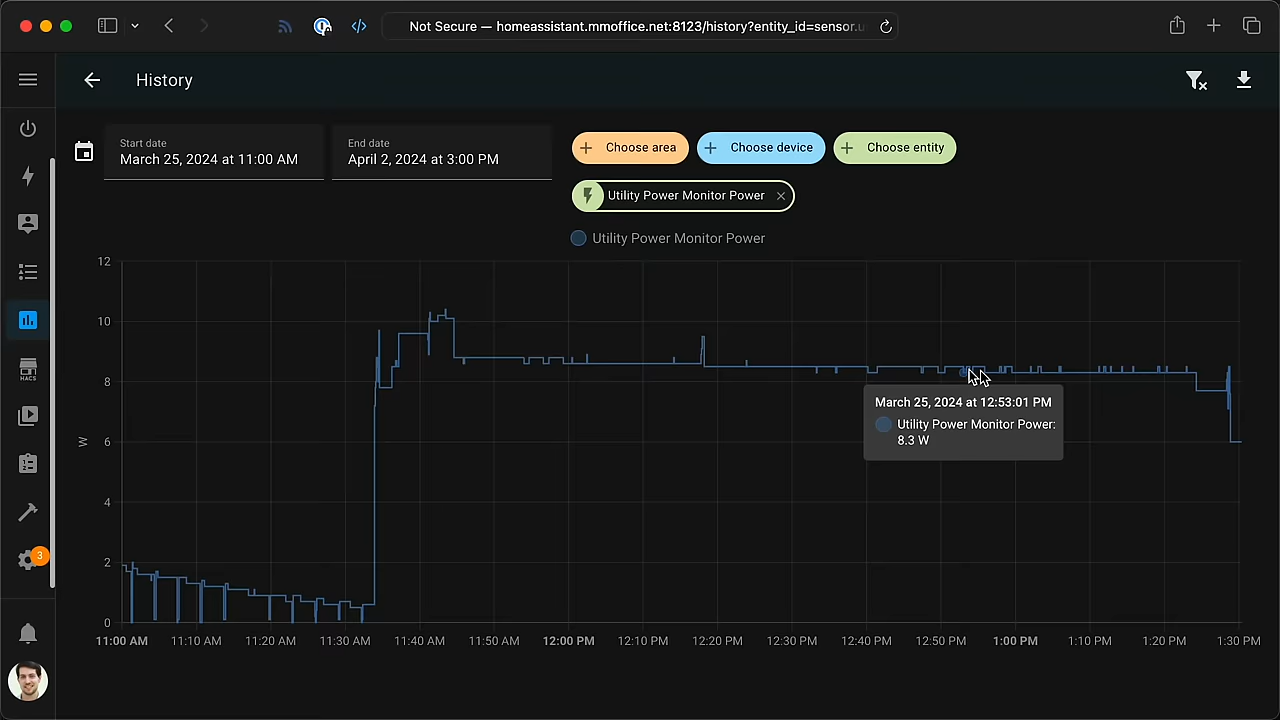 Not Secure — homeassistant.mmoffice.net:8123/history?entity_id=sensor.u
History
Start date
March 25, 2024 at 11:00 AM
End date
April 2, 2024 at 3:00 PM
Choose area
Choose device
Choose entity
Utility Power Monitor Power
Utility Power Monitor Power
12
10
8
6
4
2
0
W
March 25, 2024 at 12:53:01 PM
Utility Power Monitor Power:
8.3 W
11:00 AM 11:10 AM 11:20 AM 11:30 AM 11:40 AM 11:50 AM 12:00 PM 12:10 PM 12:20 PM 12:30 PM 12:40 PM 12:50 PM 1:00 PM 1:10 PM 1:20 PM 1:30 PM
HACS
3